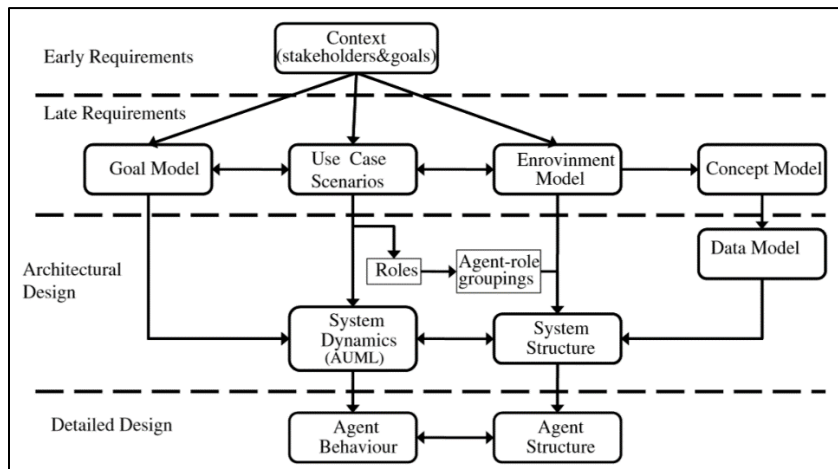 Context
(stakeholders&goals)
Early Requirements
Late Requirements
Goal Model
Use Case
Scenarios
Enrovinment
Model
Concept Model
Data Model
Architectural
Design
Roles
Agent-role
groupings
System
Dynamics
(AUML)
System
Structure
Detailed Design
Agent
Behaviour
Agent
Structure